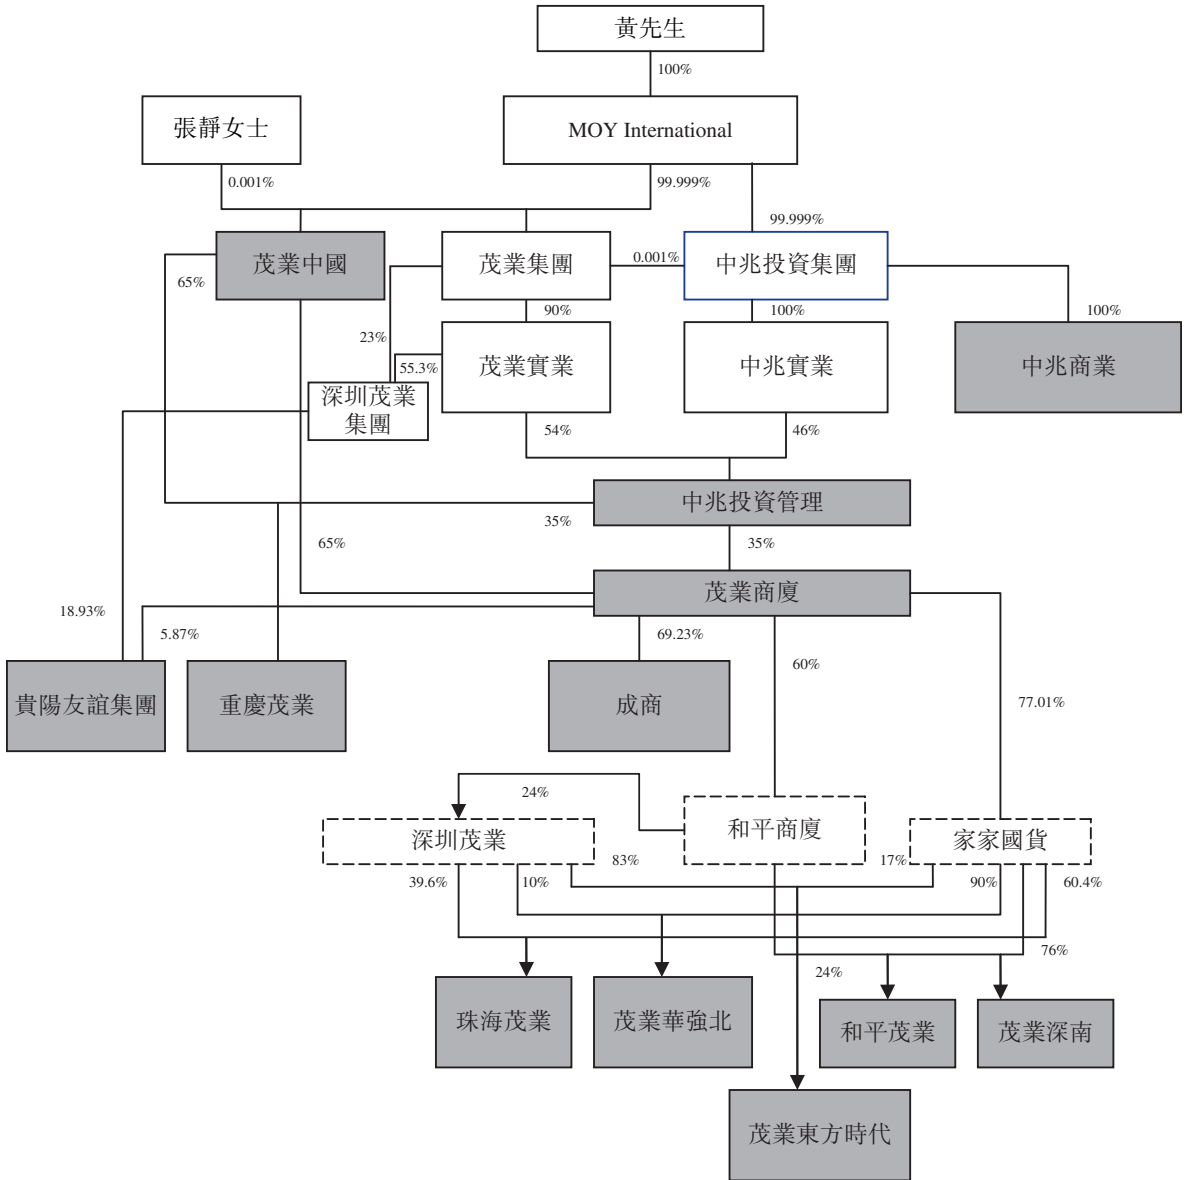 黃先生
100%
張靜女士
MOY International
0.001%
99.999%
99.999%
茂業中國
茂業集團
0.001%
中兆投資集團
65%
90%
100%
100%
23%
55.3%
茂業實業
中兆實業
中兆商業
深圳茂業
集團
54%
46%
中兆投資管理
35%
65%
35%
茂業商廈
18.93%
5.87%
69.23%
60%
貴陽友誼集團
重慶茂業
成商
77.01%
24%
深圳茂業
和平商廈
家家國貨
39.6%
10%
83%
17%
90%
60.4%
76%
24%
珠海茂業
茂業華強北
和平茂業
茂業深南
茂業東方時代